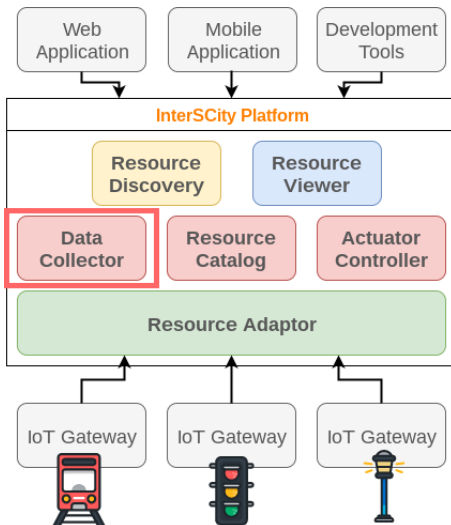 Web
Application
Mobile
Application
Development
Tools
InterSCity Platform
Resource
Discovery
Resource
Viewer
Data
Collector
Resource
Catalog
Actuator
Controller
Resource Adaptor
IoT Gateway
IoT Gateway
IoT Gateway